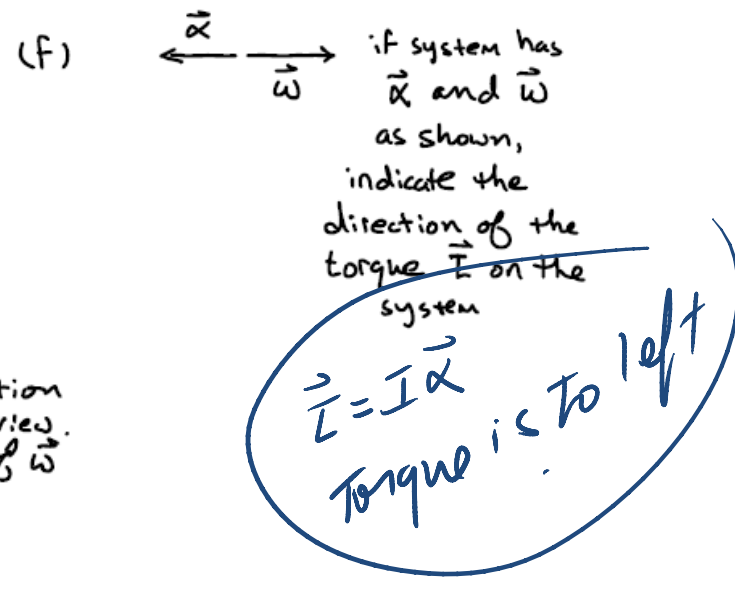 (f) α⃗ ω⃗ if system has
α⃗ and ω⃗
as shown,
indicate the
direction of the
torque τ⃗ on the
system
τ⃗ = I α⃗
Torque is to left
tion
view.
ω⃗